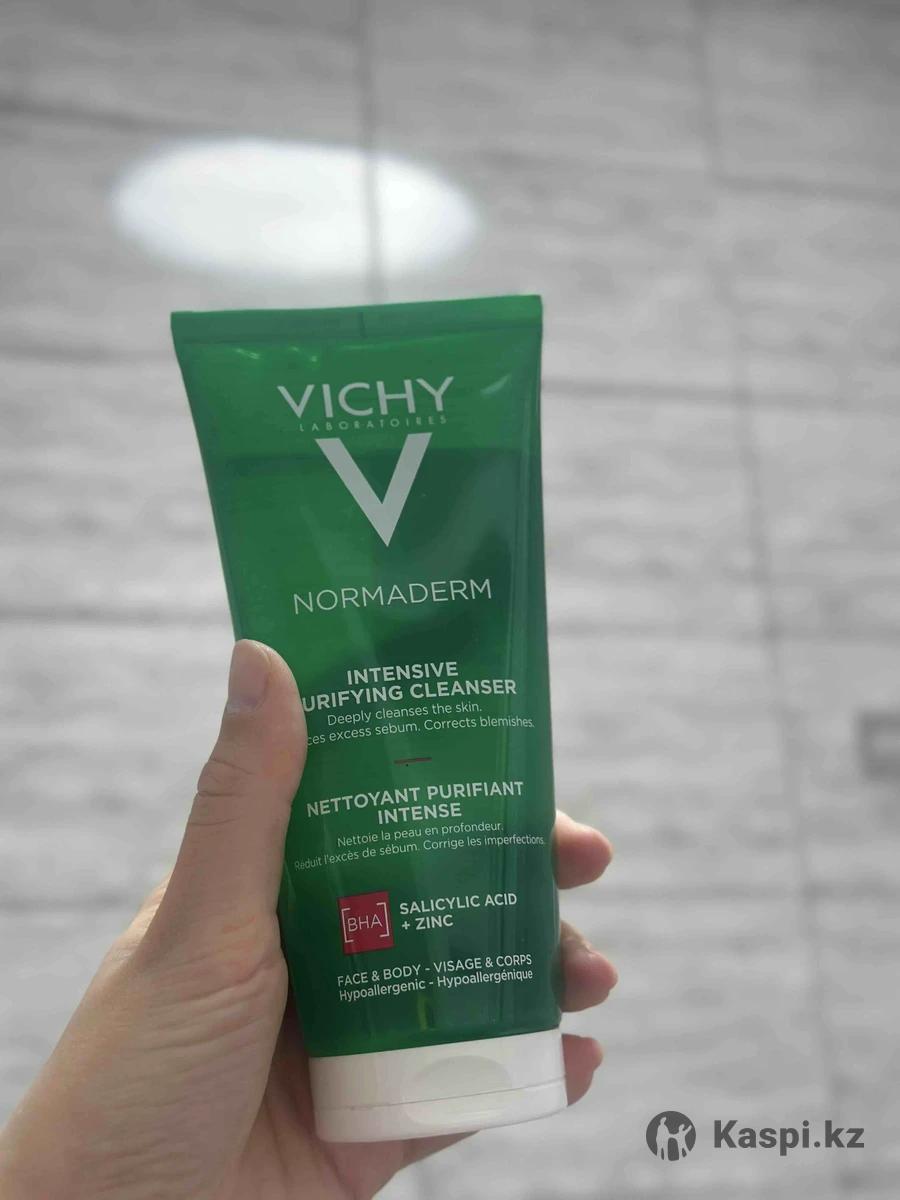 VICHY
LABORATOIRES
V
NORMADERM
INTENSIVE
URIFYING CLEANSER
Deeply cleanses the skin.
ces excess sebum. Corrects blemishes.
NETTOYANT PURIFIANT
INTENSE
Nettoie la peau en profondeur.
Réduit l'excès de sébum. Corrige les imperfections.
[BHA] SALICYLIC ACID
+ ZINC
FACE & BODY - VISAGE & CORPS
Hypoallergenic - Hypoallergénique
Kaspi.kz